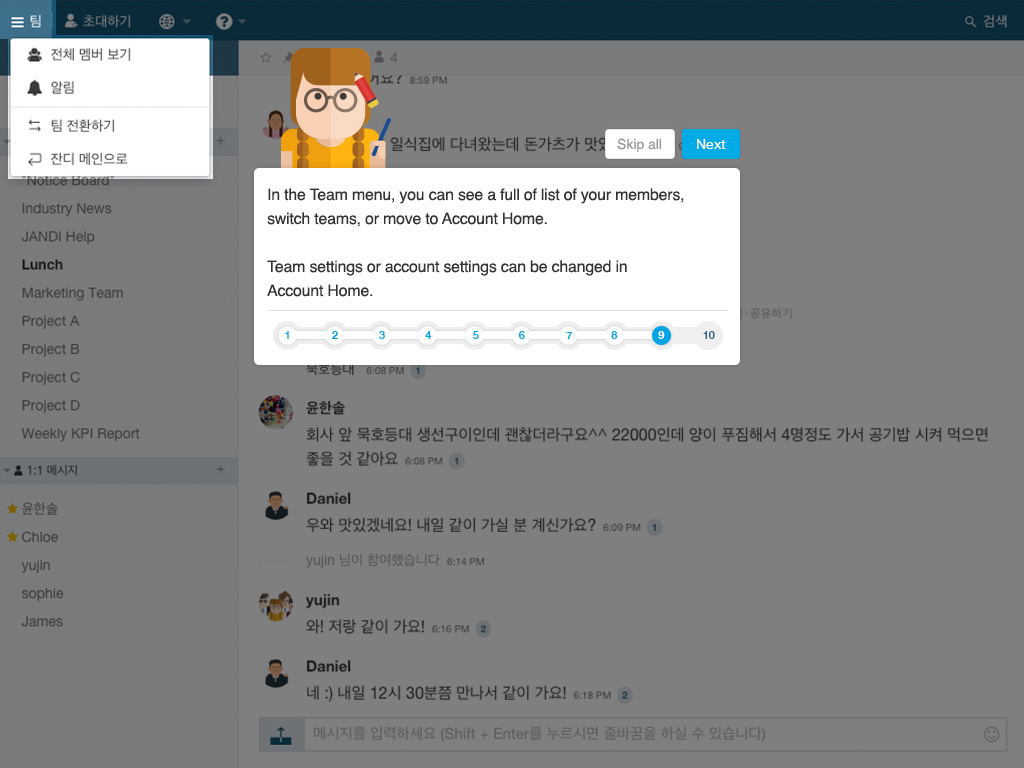 팀
초대하기
검색
전체 멤버 보기
알림
팀 전환하기
잔디 메인으로
4
8:59 PM
일식집에 다녀왔는데 돈가츠가
Skip all
Next
In the Team menu, you can see a full of list of your members,
switch teams, or move to Account Home.
Team settings or account settings can be changed in
Account Home.
1 2 3 4 5 6 7 8 9 10
"Notice Board"
Industry News
JANDI Help
Lunch
Marketing Team
Project A
Project B
Project C
Project D
Weekly KPI Report
1:1 메시지
윤한솔
Chloe
yujin
sophie
James
· 공유하기
묵호등대 6:08 PM 1
윤한솔
회사 앞 묵호등대 생선구이인데 괜찮더라구요^^ 22000인데 양이 푸짐해서 4명정도 가서 공기밥 시켜 먹으면
좋을 것 같아요 6:08 PM 1
Daniel
우와 맛있겠네요! 내일 같이 가실 분 계신가요? 6:09 PM 1
yujin 님이 참여했습니다 6:14 PM
yujin
와! 저랑 같이 가요! 6:16 PM 2
Daniel
네 :) 내일 12시 30분쯤 만나서 같이 가요! 6:18 PM 2
메시지를 입력하세요 (Shift + Enter를 누르시면 줄바꿈을 하실 수 있습니다)